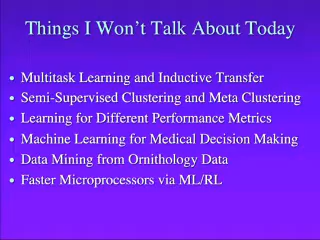 Things I Won't Talk About Today
• Multitask Learning and Inductive Transfer
• Semi-Supervised Clustering and Meta Clustering
• Learning for Different Performance Metrics
• Machine Learning for Medical Decision Making
• Data Mining from Ornithology Data
• Faster Microprocessors via ML/RL